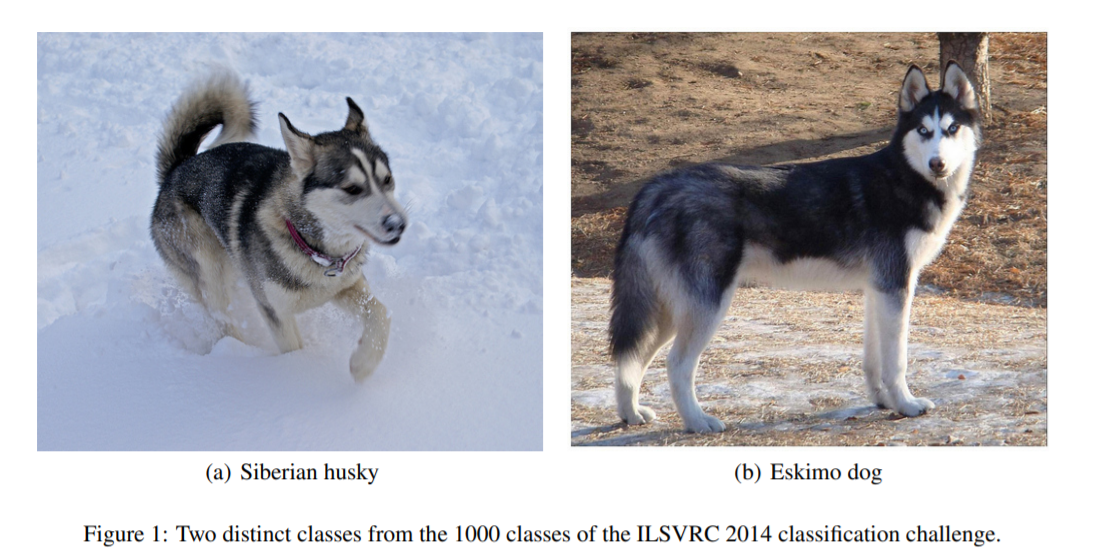 (a) Siberian husky
(b) Eskimo dog
Figure 1: Two distinct classes from the 1000 classes of the ILSVRC 2014 classification challenge.